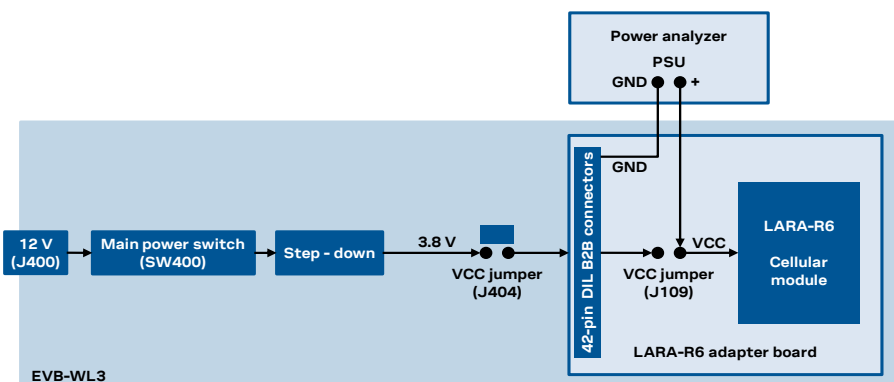 Power analyzer
PSU
GND
+
GND
42-pin DIL B2B connectors
12 V
(J400)
Main power switch
(SW400)
Step - down
3.8 V
VCC jumper
(J404)
VCC jumper
(J109)
VCC
LARA-R6
Cellular
module
LARA-R6 adapter board
EVB-WL3